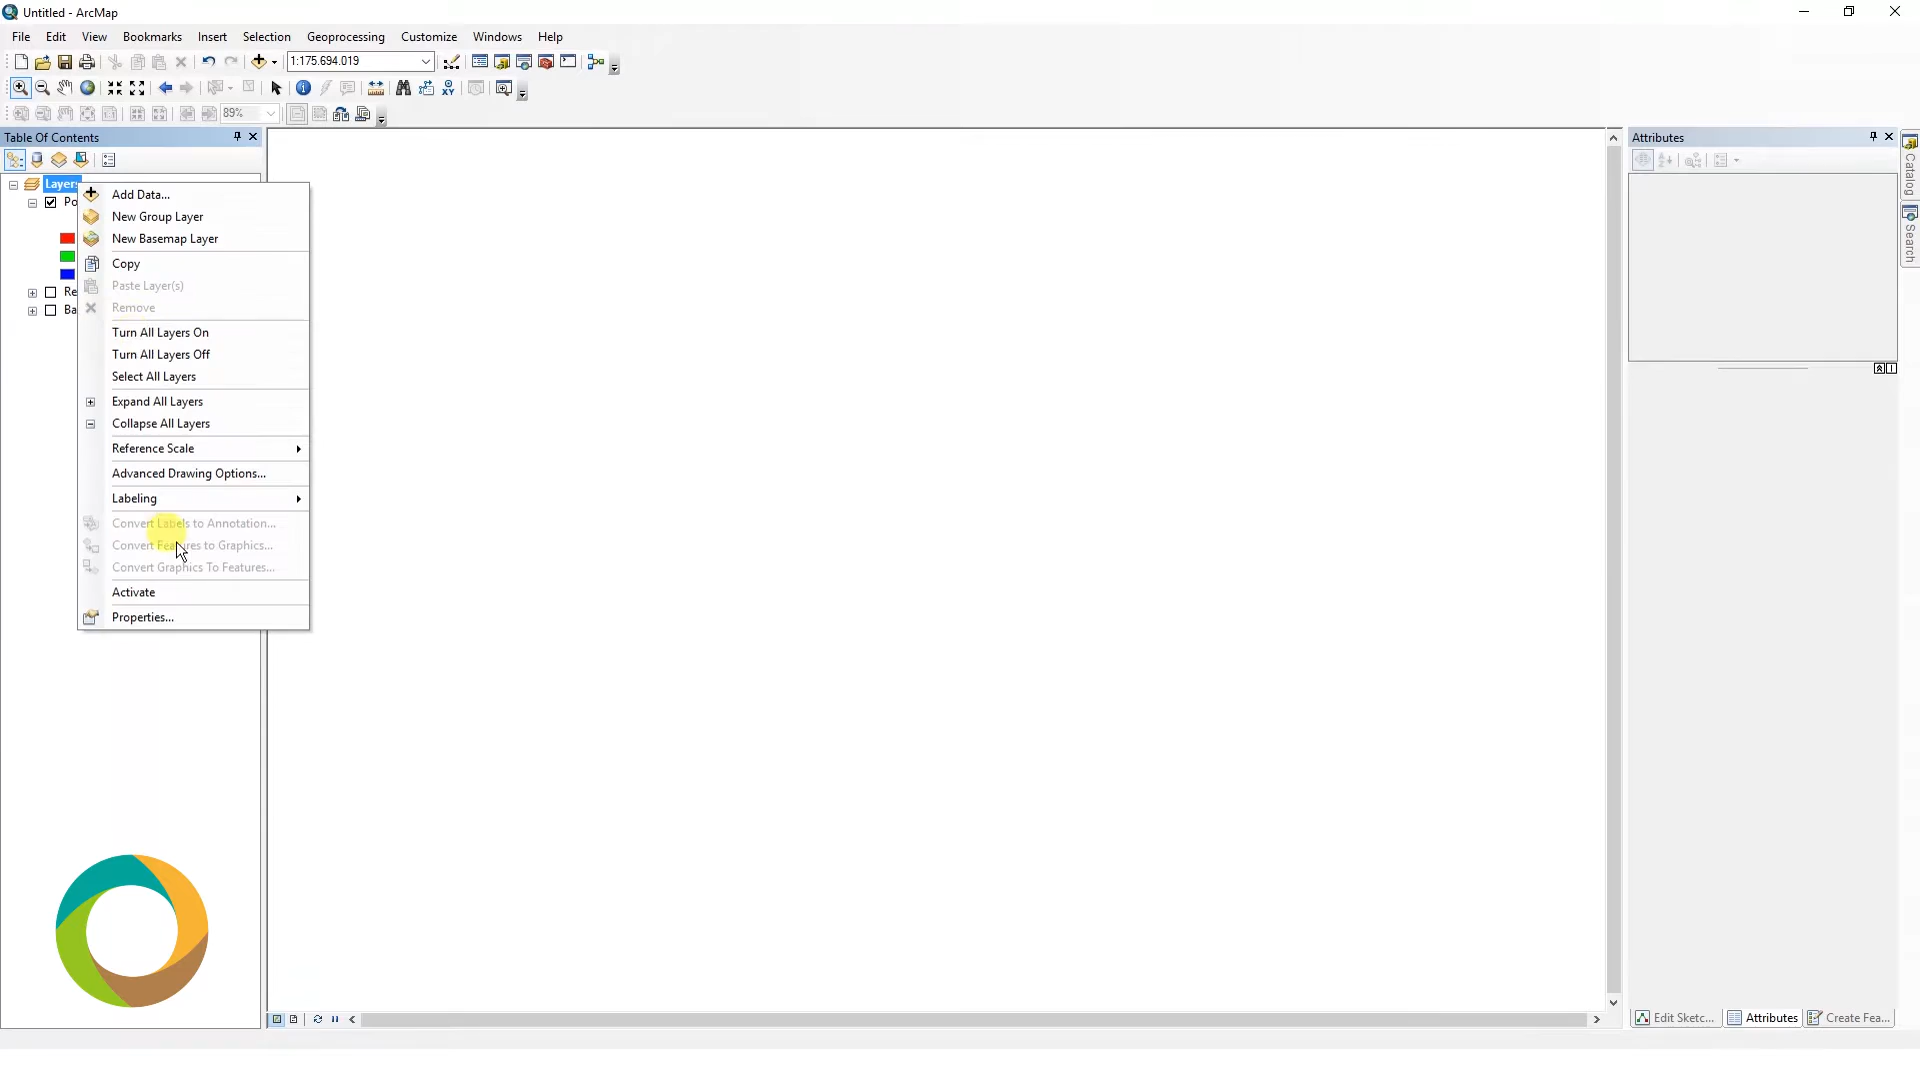 Untitled - ArcMap
File Edit View Bookmarks Insert Selection Geoprocessing Customize Windows Help
1:175.694.019
89%
Table Of Contents
Layers
Po
Re
Ba
Add Data...
New Group Layer
New Basemap Layer
Copy
Paste Layer(s)
Remove
Turn All Layers On
Turn All Layers Off
Select All Layers
Expand All Layers
Collapse All Layers
Reference Scale
Advanced Drawing Options...
Labeling
Convert Labels to Annotation...
Convert Features to Graphics...
Convert Graphics To Features...
Activate
Properties...
Attributes
Catalog
Search
Edit Sketc... Attributes Create Fea...